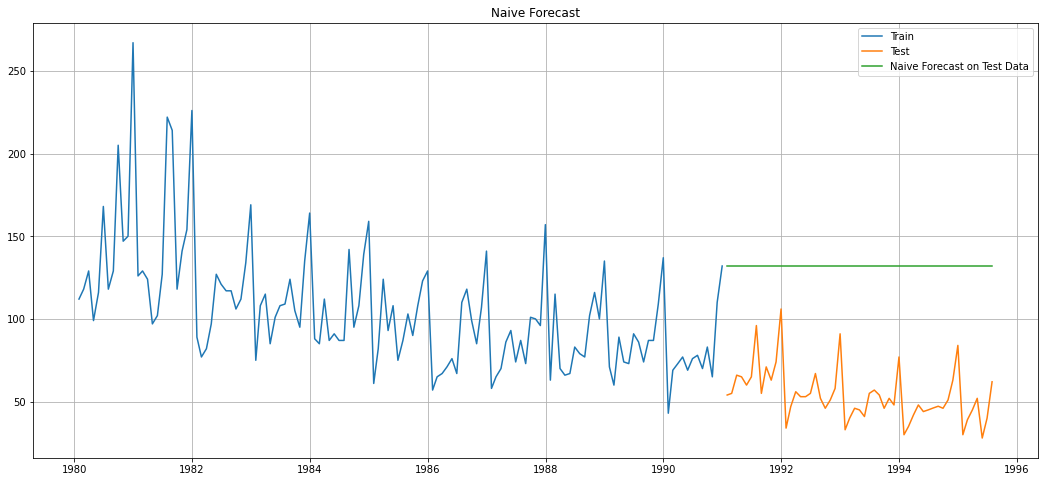 Naive Forecast
Train
Test
Naive Forecast on Test Data
250
200
150
100
50
1980 1982 1984 1986 1988 1990 1992 1994 1996